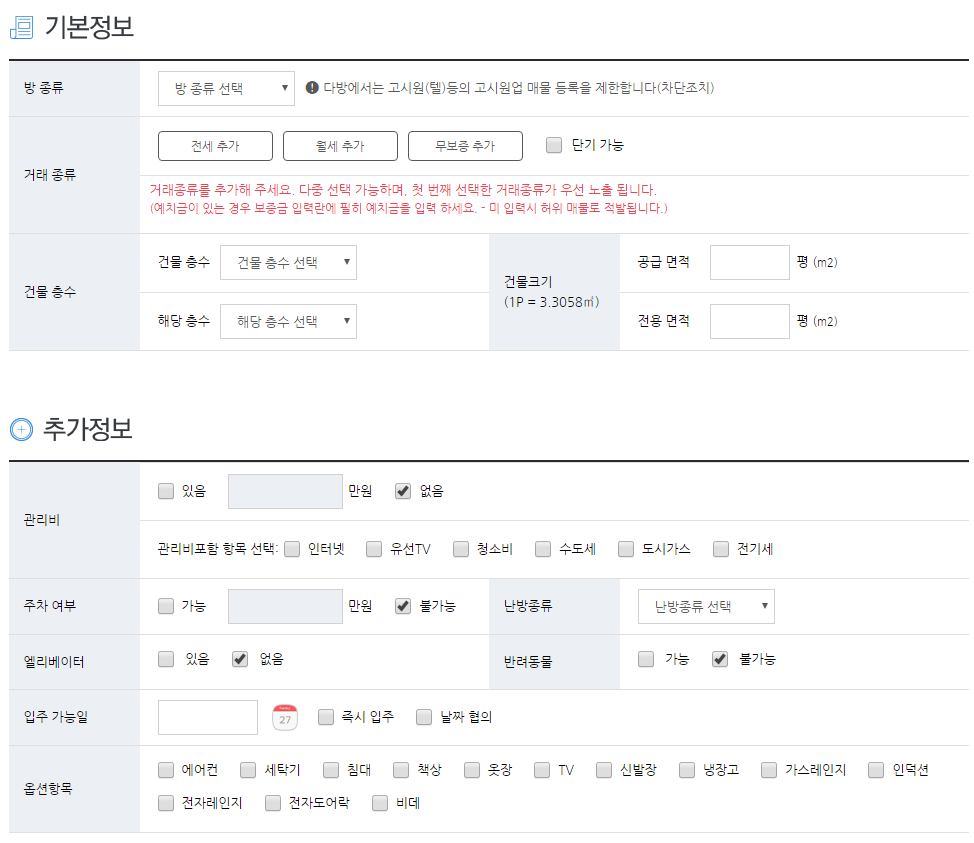 기본정보
방 종류
방 종류 선택
다방에서는 고시원(텔)등의 고시원업 매물 등록을 제한합니다(차단조치)
거래 종류
전세 추가 월세 추가 무보증 추가 단기 가능
거래종류를 추가해 주세요. 다중 선택 가능하며, 첫 번째 선택한 거래종류가 우선 노출 됩니다.
(예치금이 있는 경우 보증금 입력란에 필히 예치금을 입력 하세요. - 미 입력시 허위 매물로 적발됩니다.)
건물 층수
건물 층수 건물 층수 선택
해당 층수 해당 층수 선택
건물크기
(1P = 3.3058㎡)
공급 면적 평 (m2)
전용 면적 평 (m2)
추가정보
관리비
있음 만원 없음
관리비포함 항목 선택: 인터넷 유선TV 청소비 수도세 도시가스 전기세
주차 여부 가능 만원 불가능
난방종류 난방종류 선택
엘리베이터 있음 없음
반려동물 가능 불가능
입주 가능일 27 즉시 입주 날짜 협의
옵션항목
에어컨 세탁기 침대 책상 옷장 TV 신발장 냉장고 가스레인지 인덕션
전자레인지 전자도어락 비데